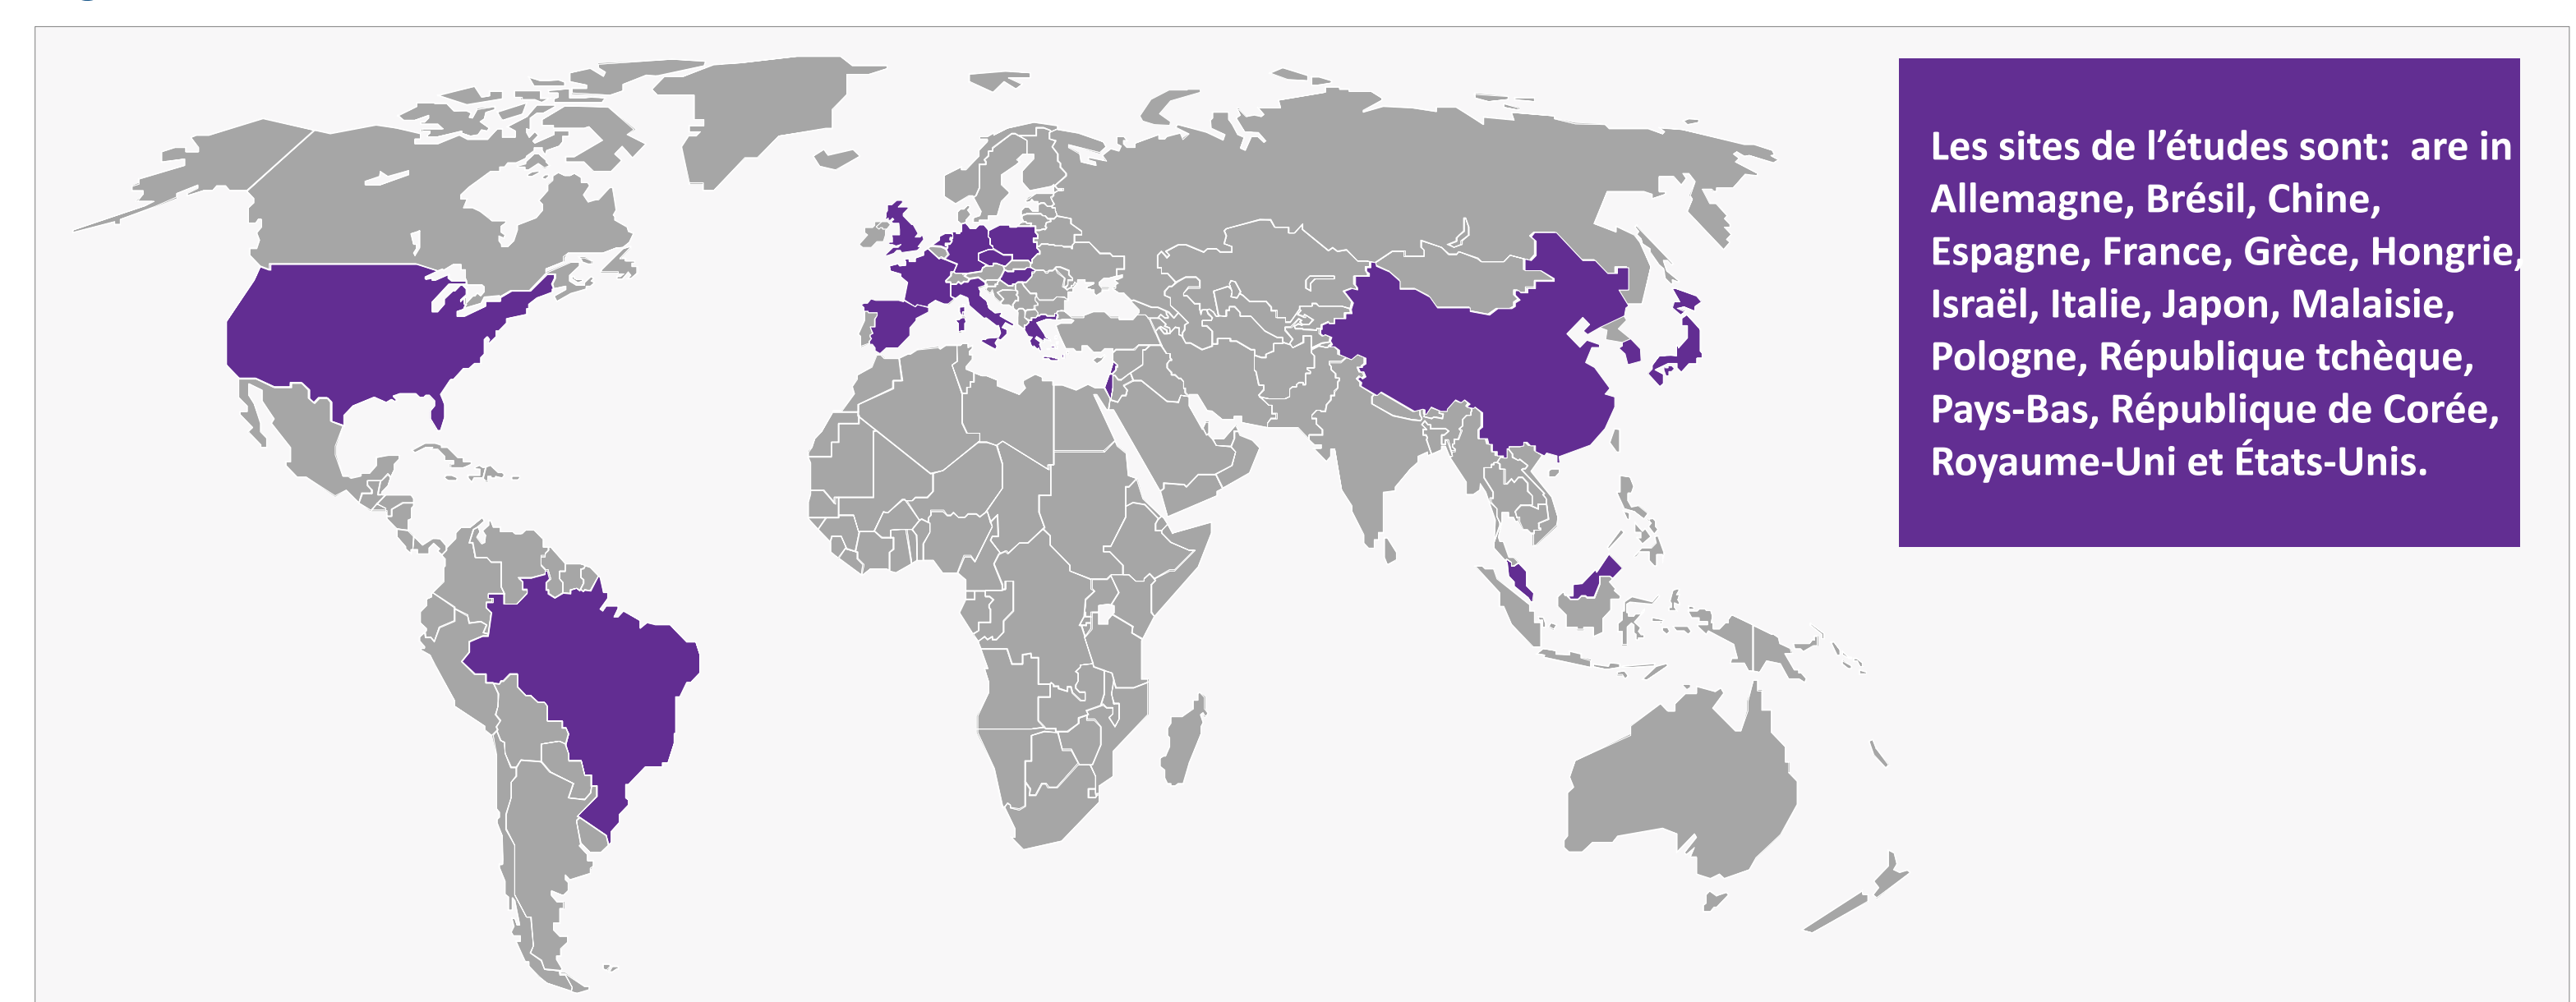 Les sites de l’études sont:  are in
Allemagne, Brésil, Chine,
Espagne, France, Grèce, Hongrie,
Israël, Italie, Japon, Malaisie,
Pologne, République tchèque,
Pays-Bas, République de Corée,
Royaume-Uni et États-Unis.